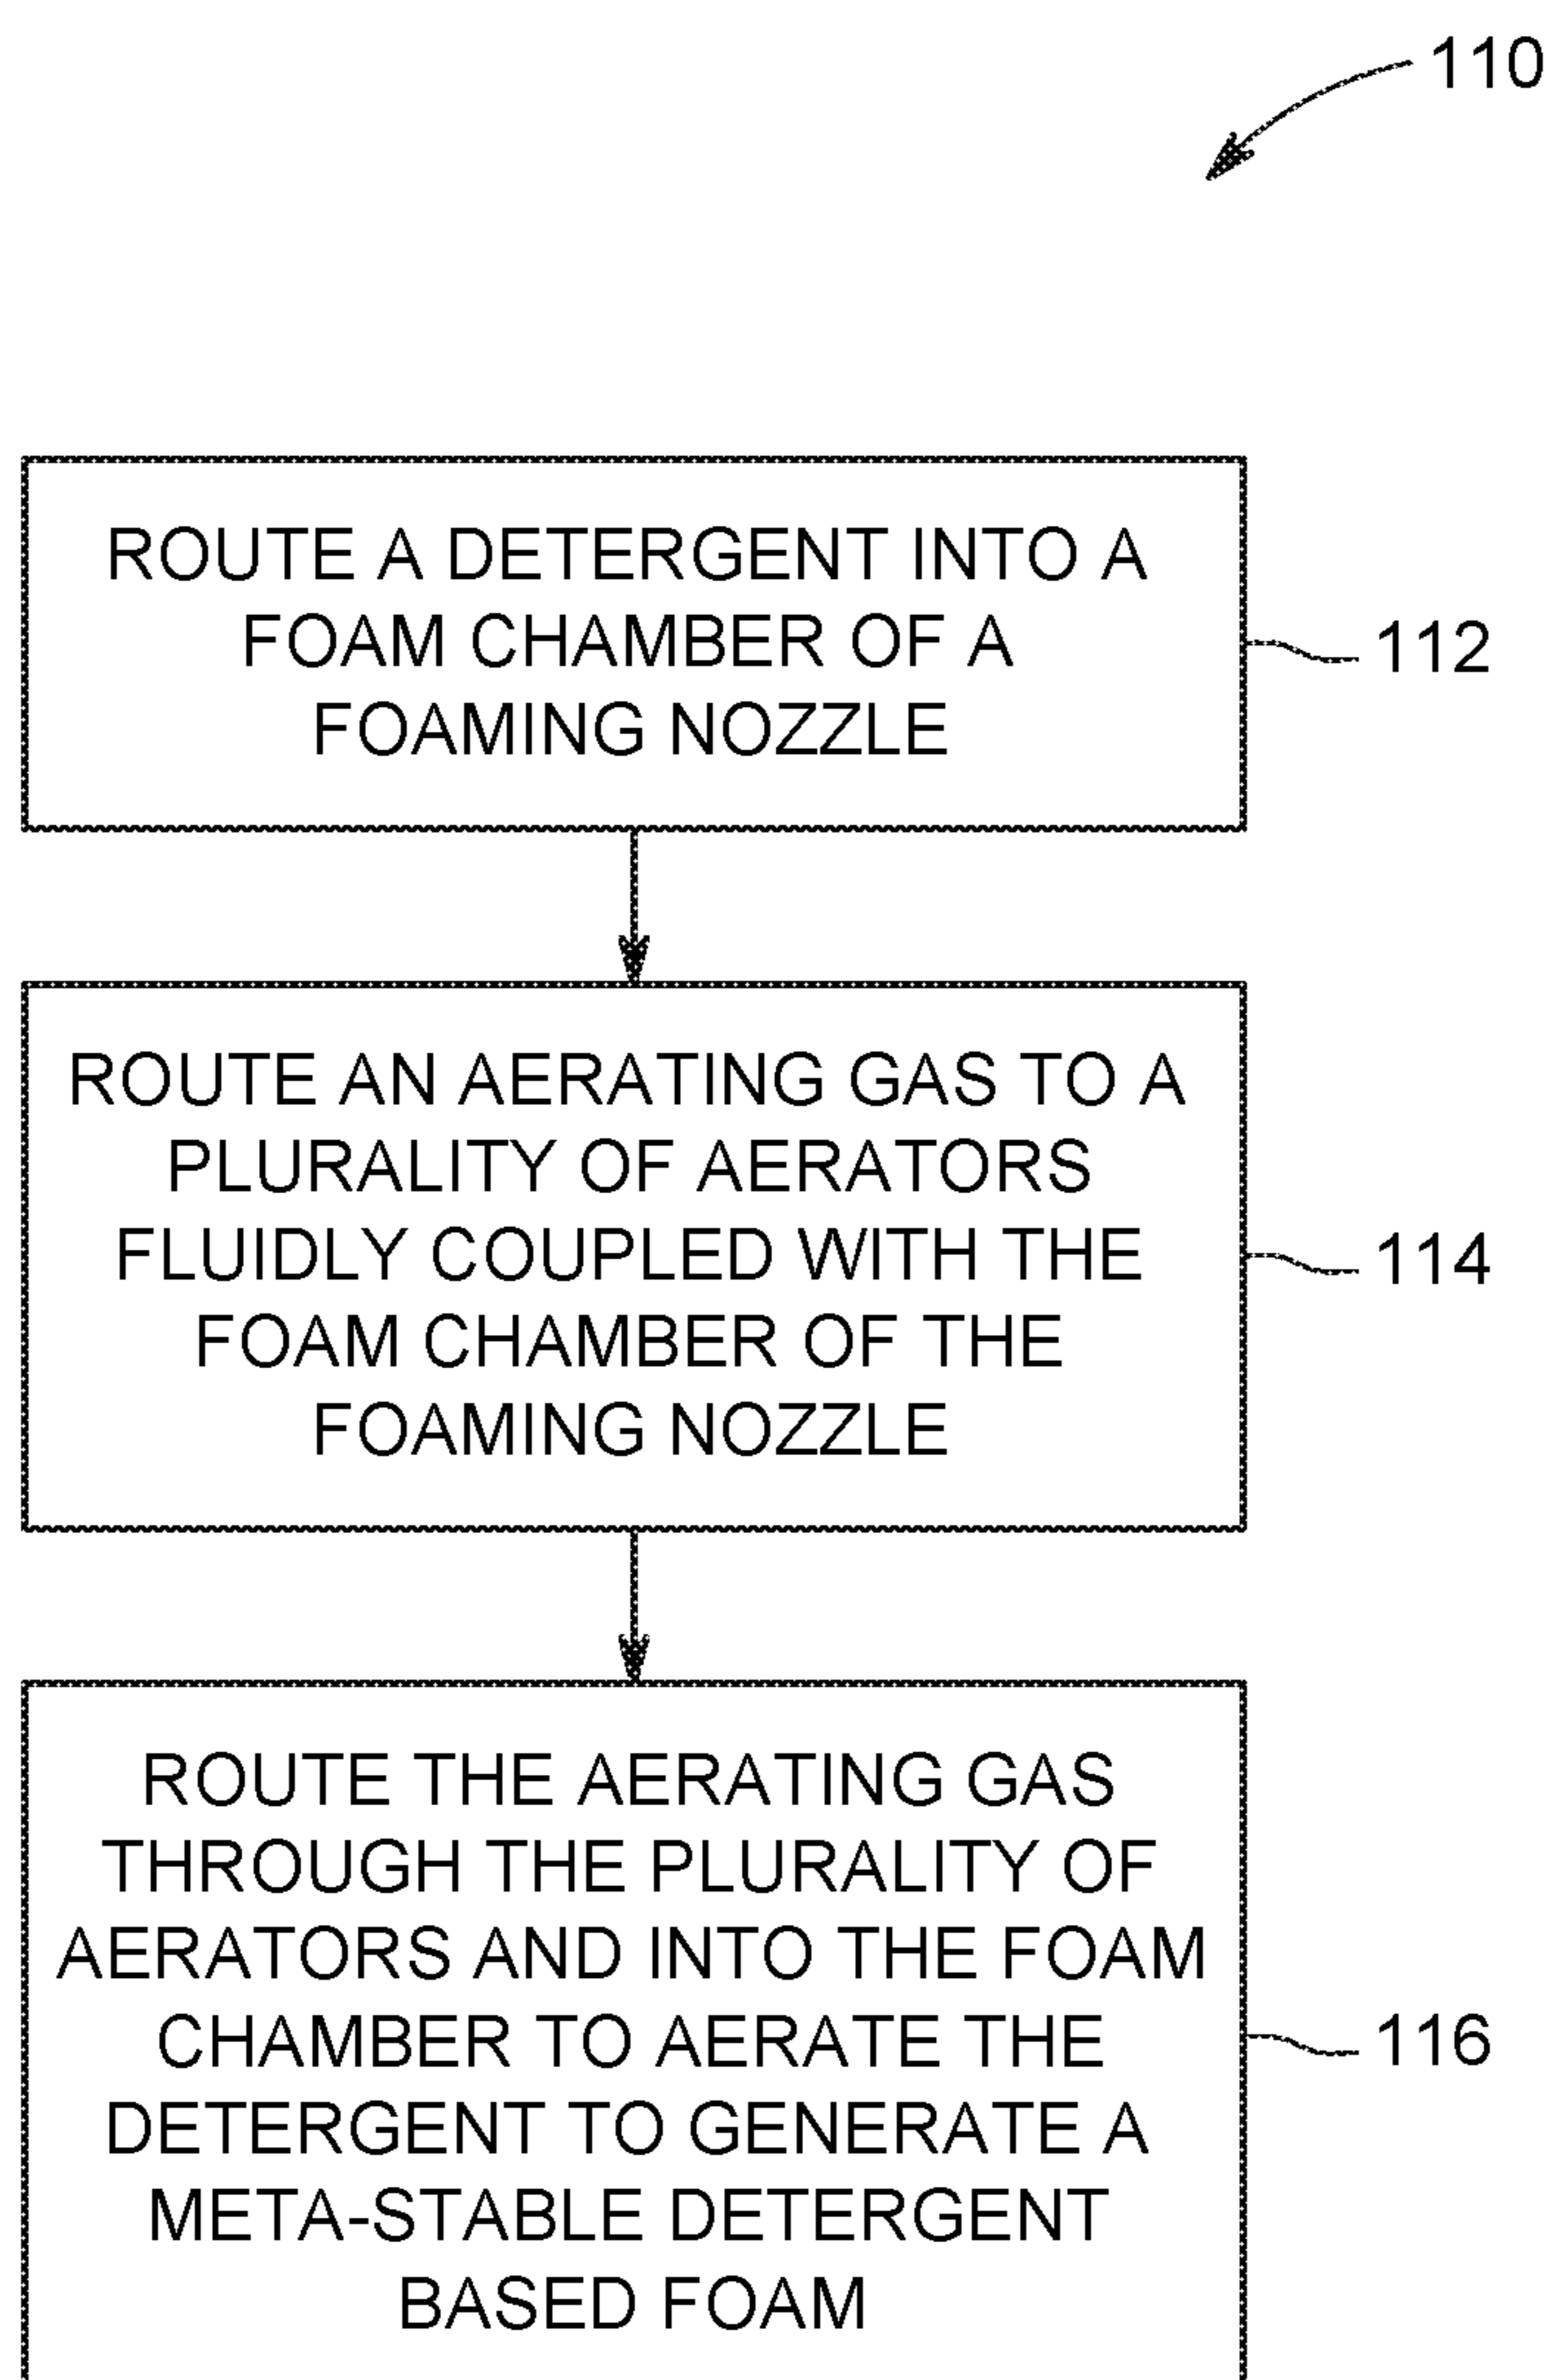 110
ROUTE A DETERGENT INTO A
FOAM CHAMBER OF A
FOAMING NOZZLE
112
ROUTE AN AERATING GAS TO A
PLURALITY OF AERATORS
FLUIDLY COUPLED WITH THE
FOAM CHAMBER OF THE
FOAMING NOZZLE
114
ROUTE THE AERATING GAS
THROUGH THE PLURALITY OF
AERATORS AND INTO THE FOAM
CHAMBER TO AERATE THE
DETERGENT TO GENERATE A
META-STABLE DETERGENT
BASED FOAM
116